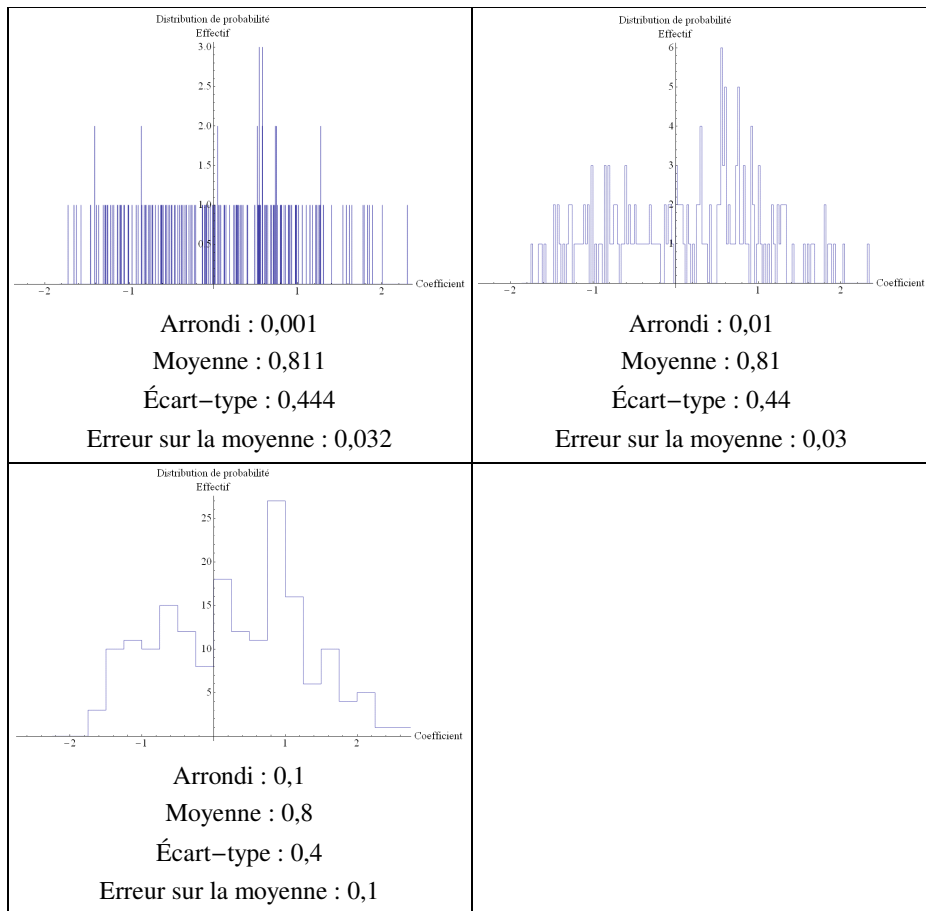 Distribution de probabilité
Effectif
3.0
2.5
2.0
1.5
1.0
0.5
-2
-1
0
1
2
Coefficient
Arrondi : 0,001
Moyenne : 0,811
Écart-type : 0,444
Erreur sur la moyenne : 0,032
Distribution de probabilité
Effectif
6
5
4
3
2
1
-2
-1
0
1
2
Coefficient
Arrondi : 0,01
Moyenne : 0,81
Écart-type : 0,44
Erreur sur la moyenne : 0,03
Distribution de probabilité
Effectif
25
20
15
10
5
-2
-1
1
2
Coefficient
Arrondi : 0,1
Moyenne : 0,8
Écart-type : 0,4
Erreur sur la moyenne : 0,1